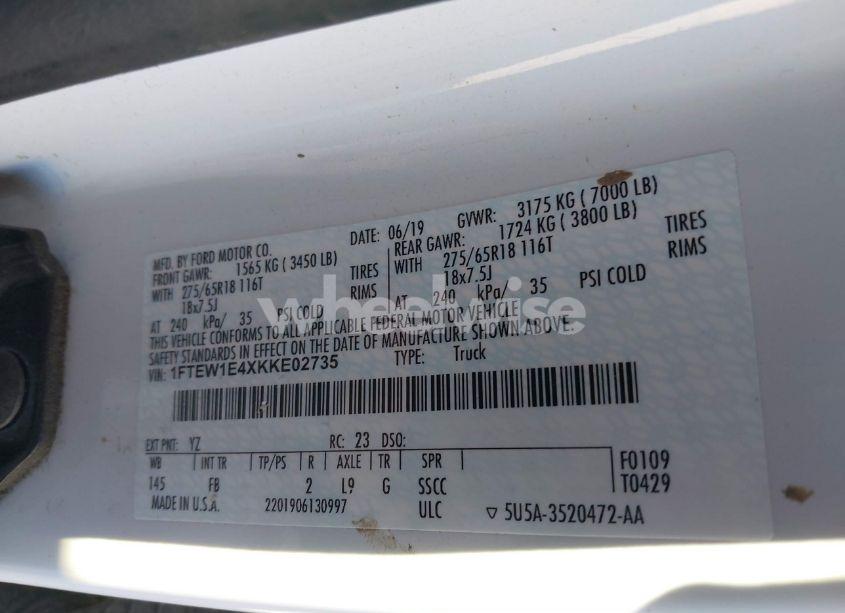 MFD. BY FORD MOTOR CO.
DATE: 06/19 GVWR: 3175 KG ( 7000 LB)
FRONT GAWR: 1565 KG ( 3450 LB) REAR GAWR: 1724 KG ( 3800 LB)
WITH 275/65R18 116T TIRES WITH 275/65R18 116T TIRES
18x7.5J RIMS 18x7.5J RIMS
AT 240 kPa/ 35 PSI COLD AT 240 kPa/ 35 PSI COLD
THIS VEHICLE CONFORMS TO ALL APPLICABLE FEDERAL MOTOR VEHICLE
SAFETY STANDARDS IN EFFECT ON THE DATE OF MANUFACTURE SHOWN ABOVE.
VIN: 1FTEW1E4XKKE02735 TYPE: Truck
EXT PNT: YZ RC: 23 DSO:
WB INT TR TP/PS R AXLE TR SPR F0109
145 FB 2 L9 G SSCC T0429
MADE IN U.S.A. 2201906130997 ULC ▽ 5U5A-3520472-AA
wheelwise